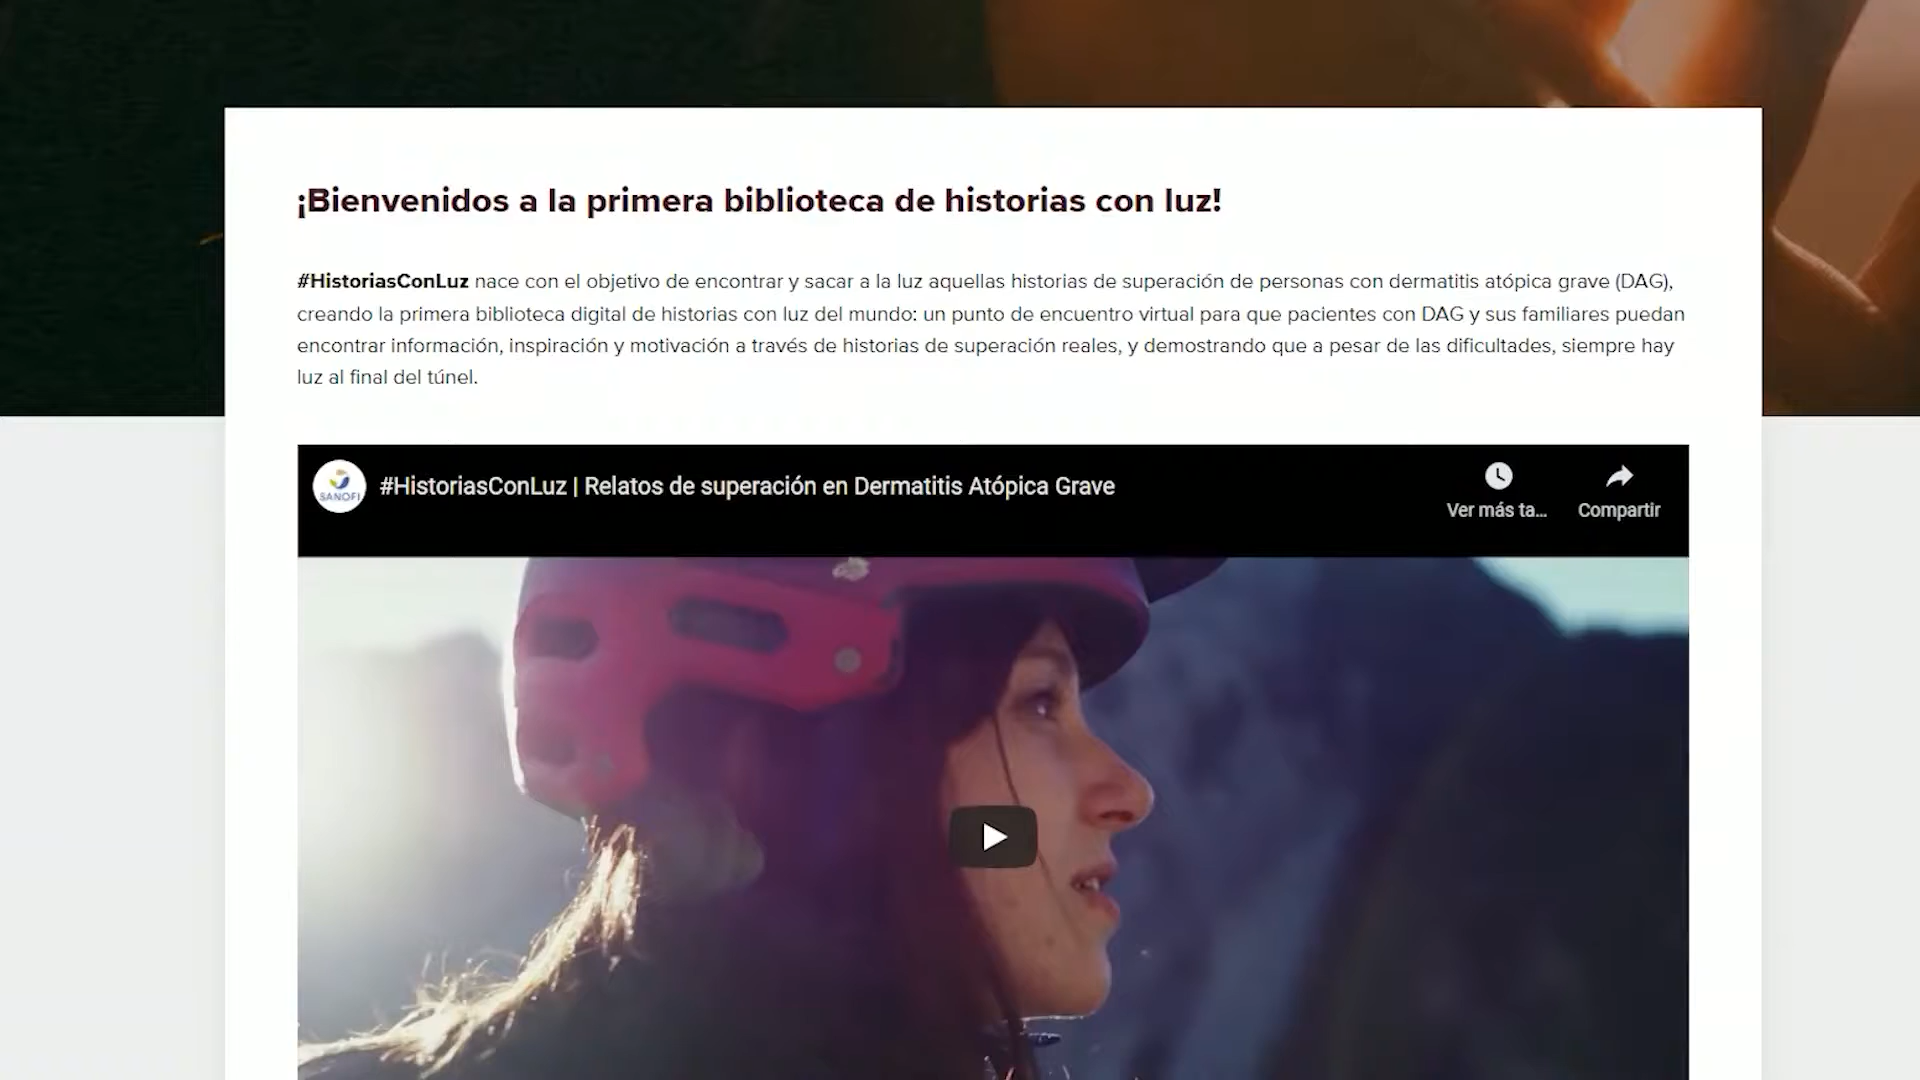 ¡Bienvenidos a la primera biblioteca de historias con luz!
#HistoriasConLuz nace con el objetivo de encontrar y sacar a la luz aquellas historias de superación de personas con dermatitis atópica grave (DAG),
creando la primera biblioteca digital de historias con luz del mundo: un punto de encuentro virtual para que pacientes con DAG y sus familiares puedan
encontrar información, inspiración y motivación a través de historias de superación reales, y demostrando que a pesar de las dificultades, siempre hay
luz al final del túnel.
SANOFI
#HistoriasConLuz | Relatos de superación en Dermatitis Atópica Grave
Ver más ta...
Compartir